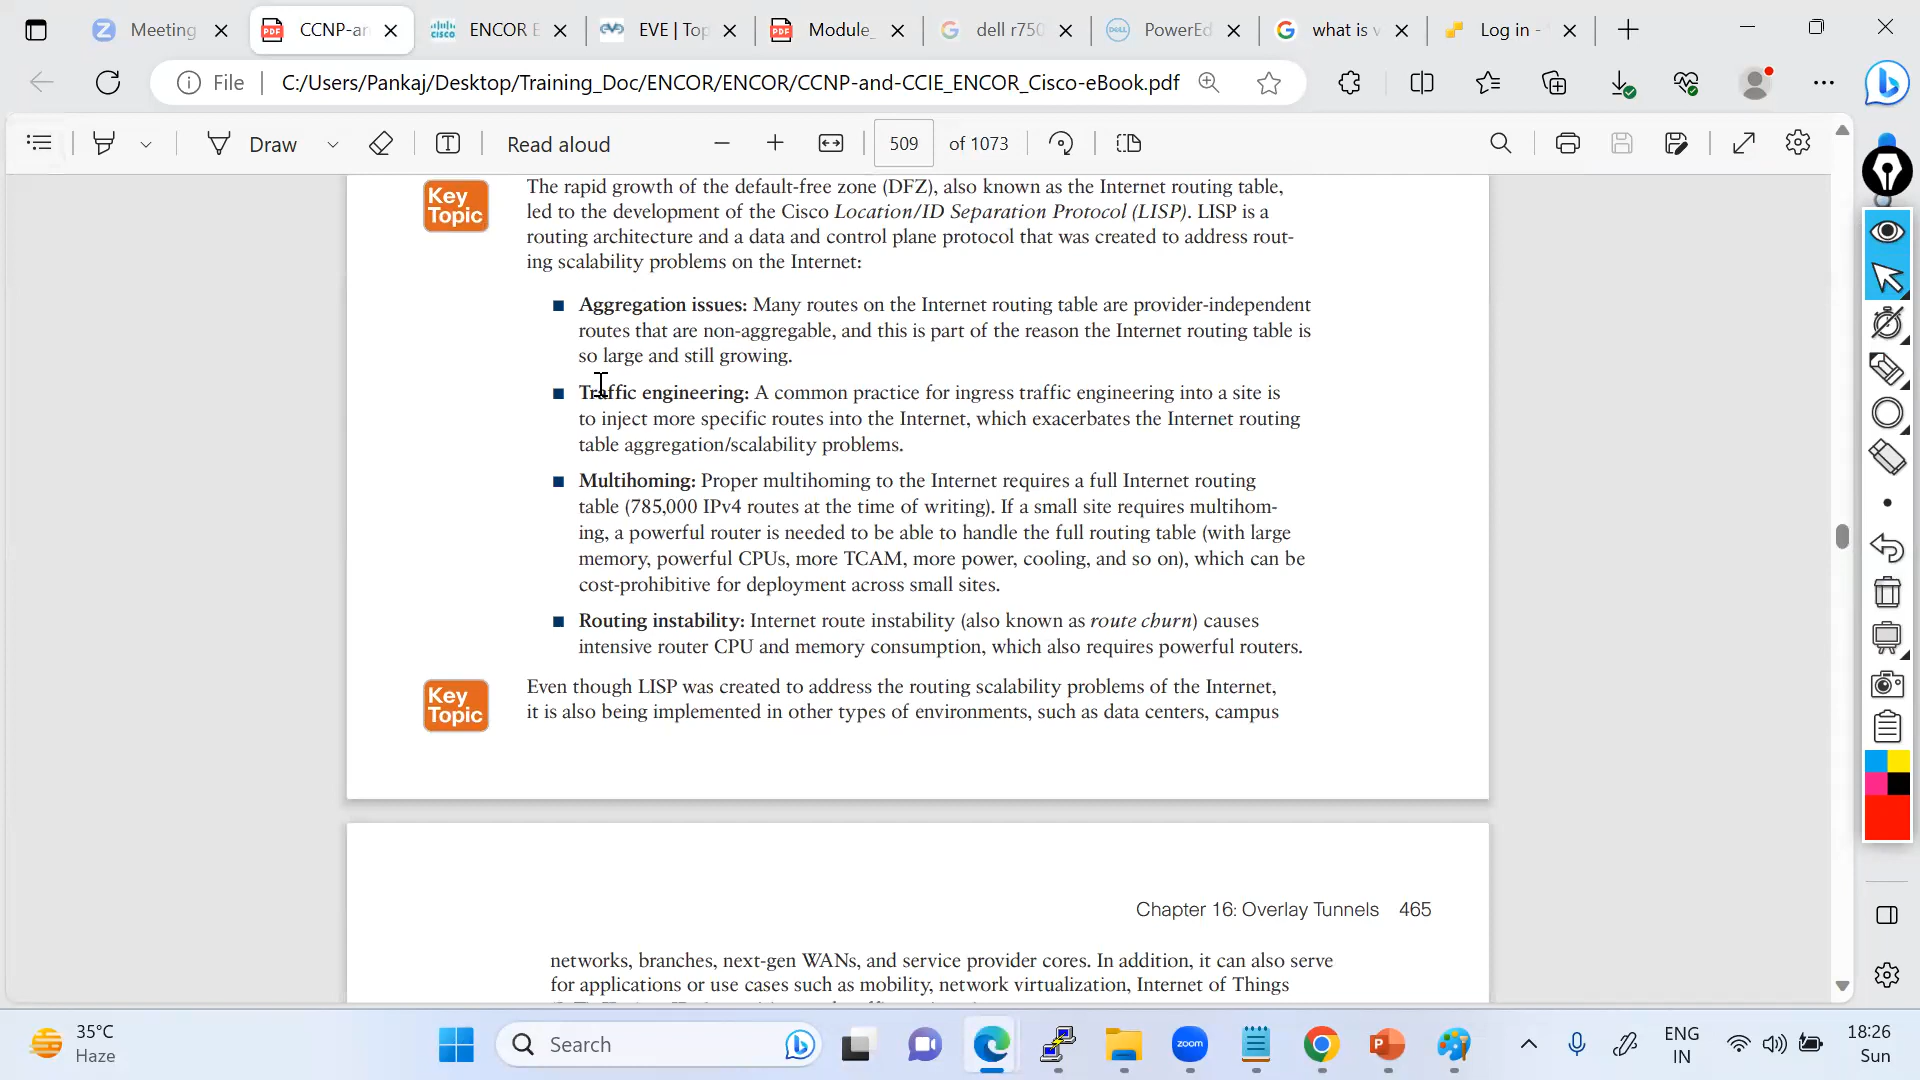 Meeting
CCNP-an
ENCOR E
EVE | Top
Module_
dell r750
PowerEd
what is v
Log in -
File
C:/Users/Pankaj/Desktop/Training_Doc/ENCOR/ENCOR/CCNP-and-CCIE_ENCOR_Cisco-eBook.pdf
Draw
Read aloud
509 of 1073
Key Topic
The rapid growth of the default-free zone (DFZ), also known as the Internet routing table,
led to the development of the Cisco Location/ID Separation Protocol (LISP). LISP is a
routing architecture and a data and control plane protocol that was created to address rout-
ing scalability problems on the Internet:
■ Aggregation issues: Many routes on the Internet routing table are provider-independent
routes that are non-aggregable, and this is part of the reason the Internet routing table is
so large and still growing.
■ Traffic engineering: A common practice for ingress traffic engineering into a site is
to inject more specific routes into the Internet, which exacerbates the Internet routing
table aggregation/scalability problems.
■ Multihoming: Proper multihoming to the Internet requires a full Internet routing
table (785,000 IPv4 routes at the time of writing). If a small site requires multihom-
ing, a powerful router is needed to be able to handle the full routing table (with large
memory, powerful CPUs, more TCAM, more power, cooling, and so on), which can be
cost-prohibitive for deployment across small sites.
■ Routing instability: Internet route instability (also known as route churn) causes
intensive router CPU and memory consumption, which also requires powerful routers.
Key Topic
Even though LISP was created to address the routing scalability problems of the Internet,
it is also being implemented in other types of environments, such as data centers, campus
Chapter 16: Overlay Tunnels 465
networks, branches, next-gen WANs, and service provider cores. In addition, it can also serve
for applications or use cases such as mobility, network virtualization, Internet of Things
35°C
Haze
Search
zoom
ENG
IN
18:26
Sun